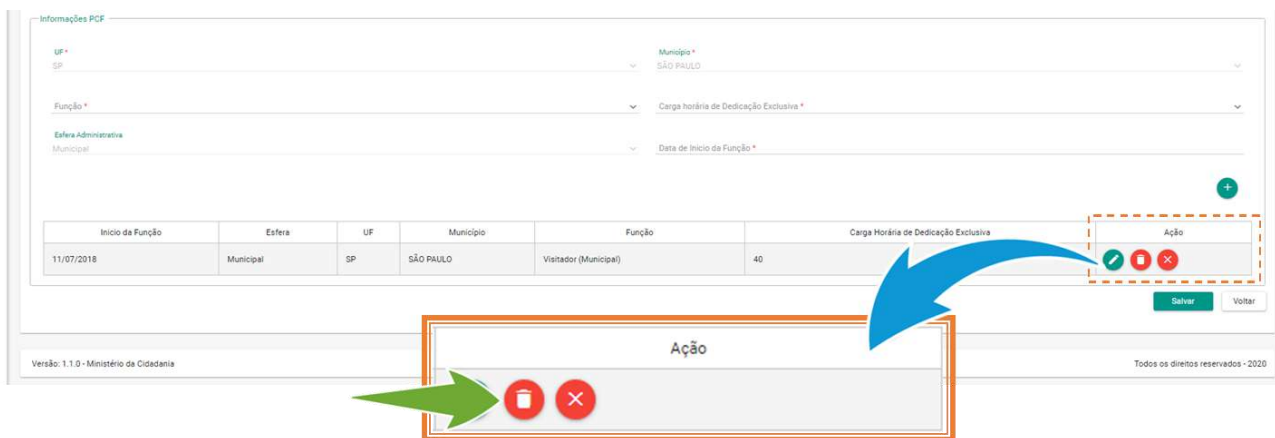 Informações PCF
UF *
Município *
SP
SÃO PAULO
Função *
Carga horária de Dedicação Exclusiva *
Esfera Administrativa
Municipal
Data de Inicio da Função *
Inicio da Função Esfera UF Município Função Carga Horária de Dedicação Exclusiva Ação
11/07/2018 Municipal SP SÃO PAULO Visitador (Municipal) 40
Salvar Voltar
Ação
Versão: 1.1.0 - Ministério da Cidadania
Todos os direitos reservados - 2020